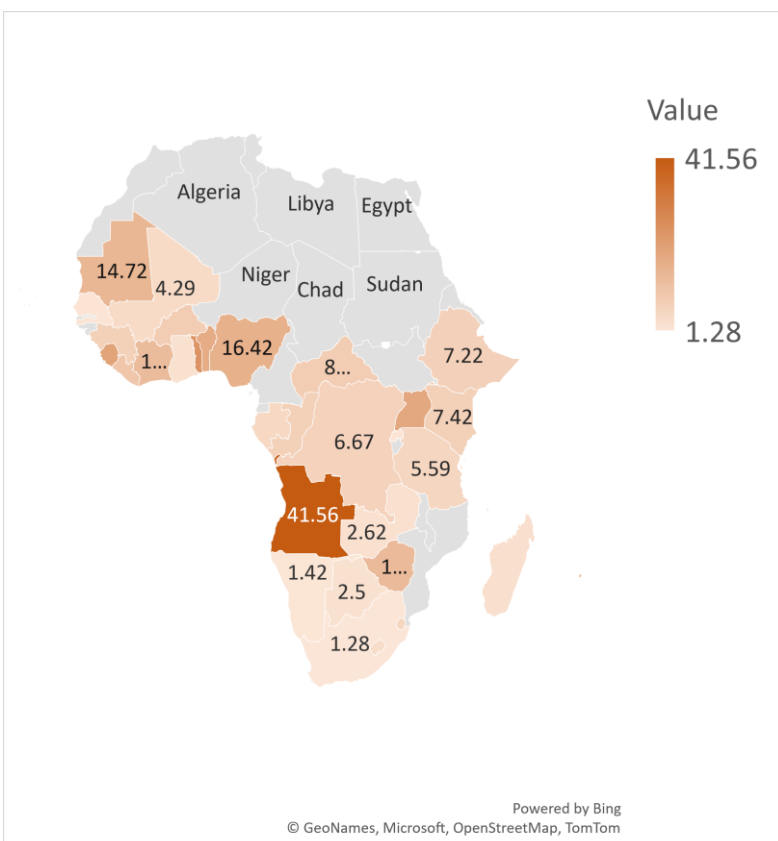 Value
41.56
1.28
Algeria
Libya
Egypt
14.72
4.29
Niger
Chad
Sudan
1...
16.42
8...
7.22
7.42
6.67
5.59
41.56
2.62
1.42
2.5
1...
1.28
Powered by Bing
© GeoNames, Microsoft, OpenStreetMap, TomTom